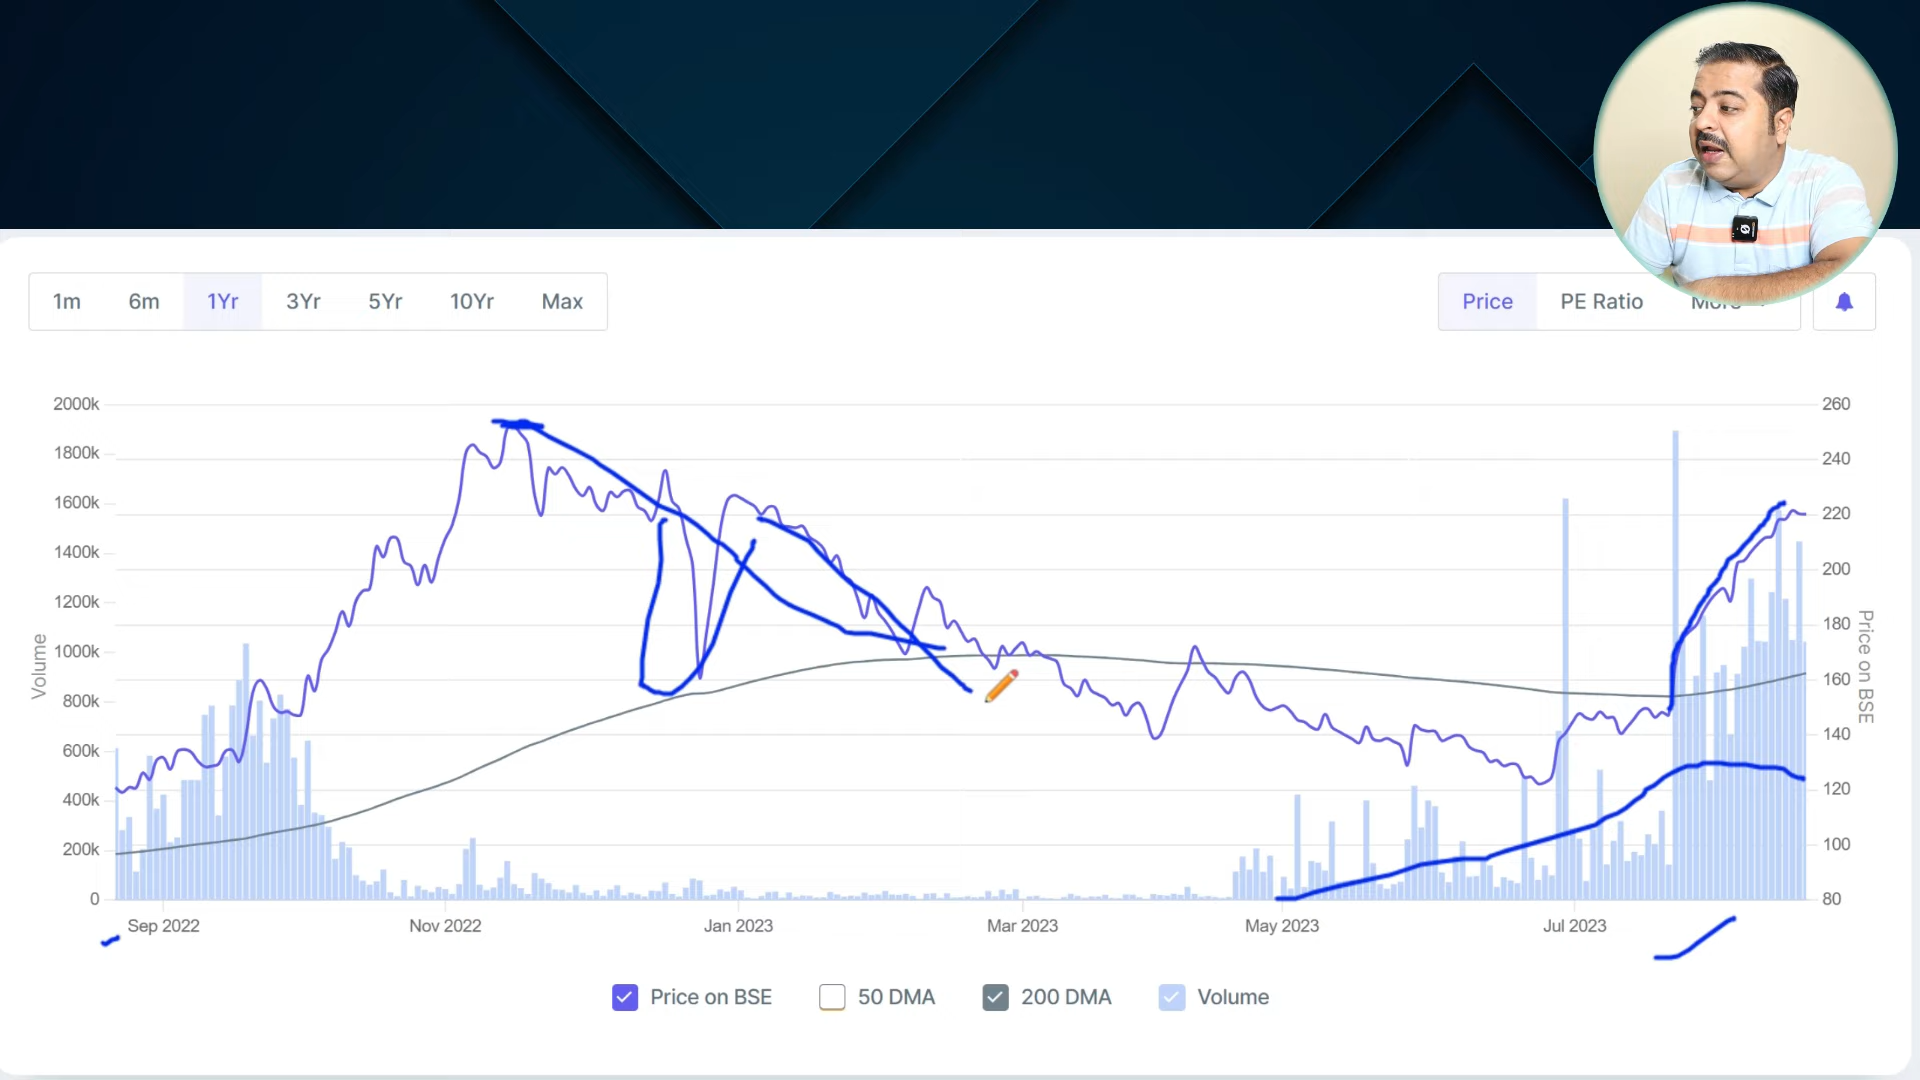 1m 6m 1Yr 3Yr 5Yr 10Yr Max
Price PE Ratio More
2000k
1800k
1600k
1400k
1200k
1000k
800k
600k
400k
200k
0
Volume
260
240
220
200
180
160
140
120
100
80
Price on BSE
Sep 2022 Nov 2022 Jan 2023 Mar 2023 May 2023 Jul 2023
Price on BSE 50 DMA 200 DMA Volume